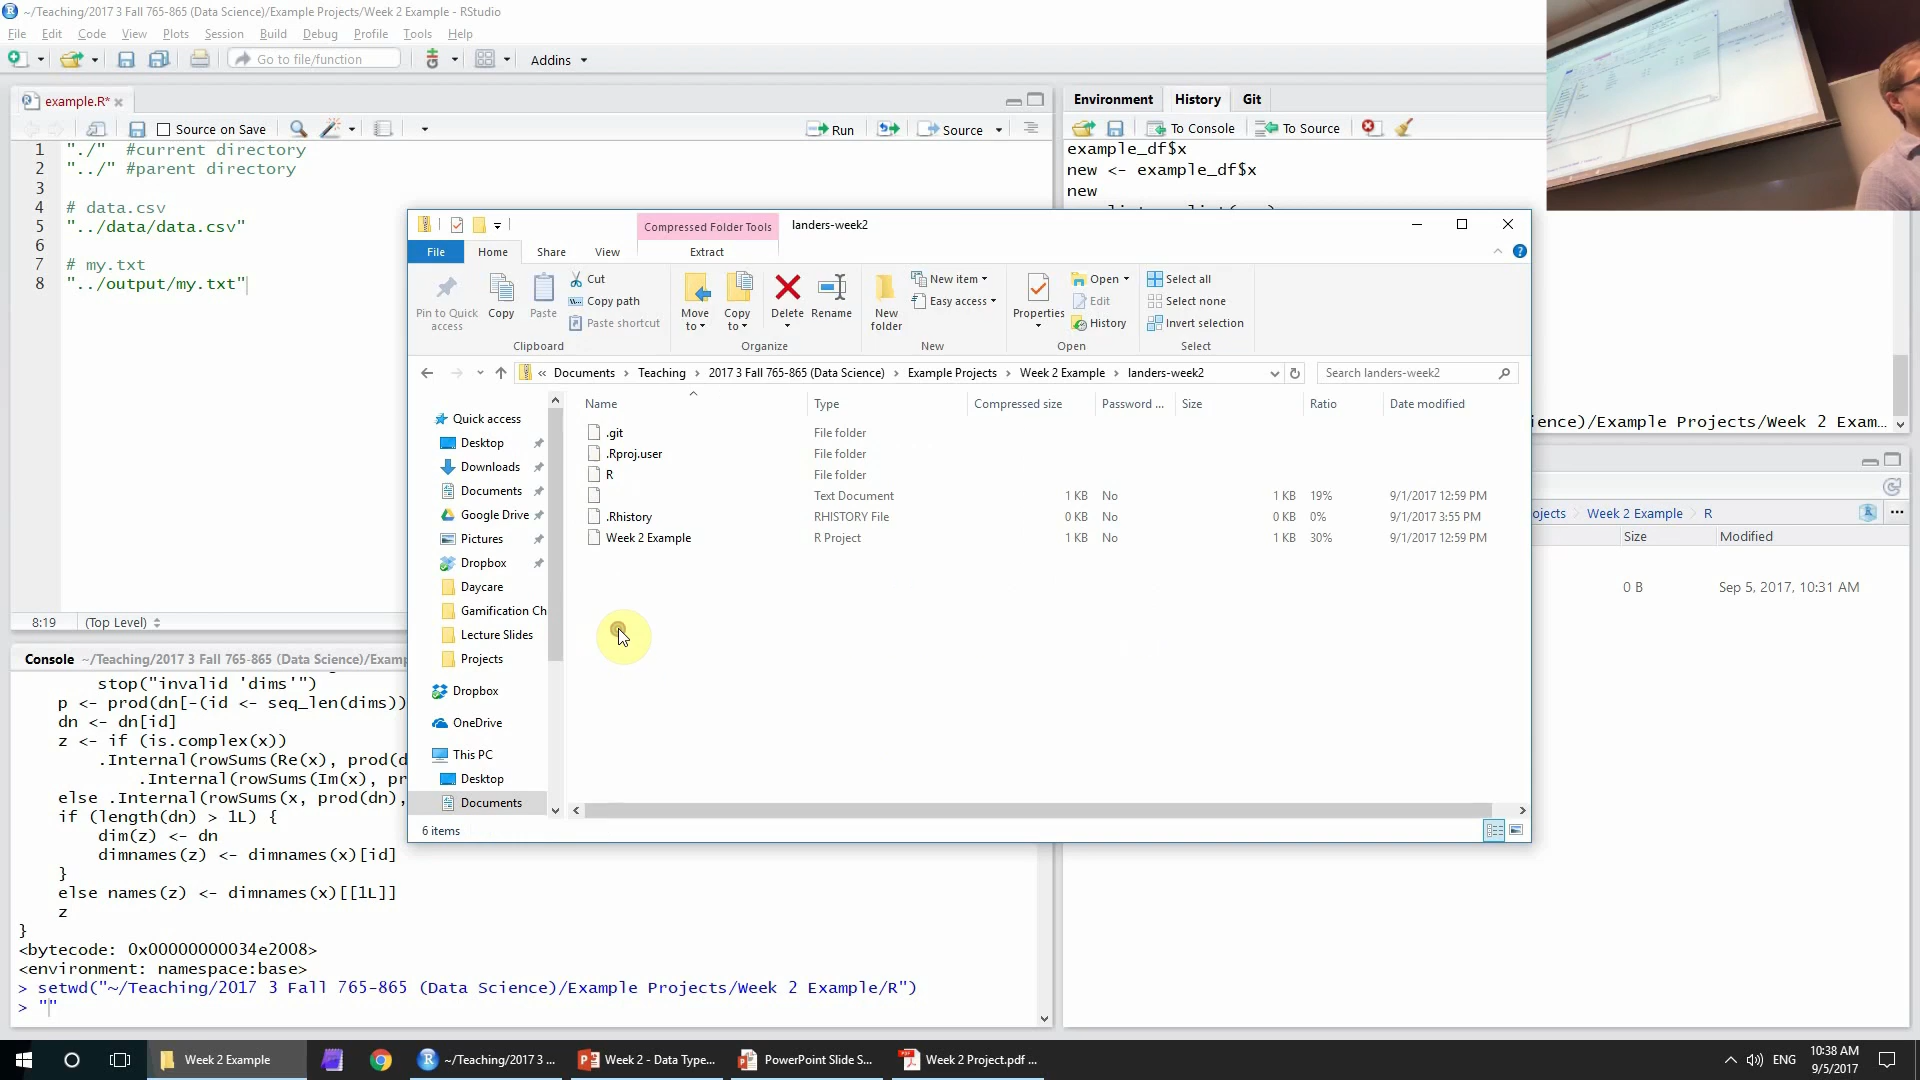 ~/Teaching/2017 3 Fall 765-865 (Data Science)/Example Projects/Week 2 Example - RStudio
File Edit Code View Plots Session Build Debug Profile Tools Help
Go to file/function Addins
example.R*
Source on Save Run Source
1 "./" #current directory
2 "../" #parent directory
3
4 # data.csv
5 "../data/data.csv"
6
7 # my.txt
8 "../output/my.txt"
8:19 (Top Level)
Environment History Git
To Console To Source
example_df$x
new <- example_df$x
new
ience)/Example Projects/Week 2 Exam...
ojects Week 2 Example R ...
Size Modified
0 B Sep 5, 2017, 10:31 AM
Compressed Folder Tools landers-week2
File Home Share View Extract
Pin to Quick access
Copy
Paste
Cut
Copy path
Paste shortcut
Clipboard
Move to
Copy to
Delete
Rename
Organize
New folder
New item
Easy access
New
Properties
Open
Edit
History
Open
Select all
Select none
Invert selection
Select
« Documents Teaching 2017 3 Fall 765-865 (Data Science) Example Projects Week 2 Example landers-week2
Search landers-week2
Quick access
Desktop
Downloads
Documents
Google Drive
Pictures
Dropbox
Daycare
Gamification Ch
Lecture Slides
Projects
Dropbox
OneDrive
This PC
Desktop
Documents
Name Type Compressed size Password ... Size Ratio Date modified
.git File folder
.Rproj.user File folder
R File folder
Text Document 1 KB No 1 KB 19% 9/1/2017 12:59 PM
.Rhistory RHISTORY File 0 KB No 0 KB 0% 9/1/2017 3:55 PM
Week 2 Example R Project 1 KB No 1 KB 30% 9/1/2017 12:59 PM
6 items
Console ~/Teaching/2017 3 Fall 765-865 (Data Science)/Examp
stop("invalid 'dims'")
p <- prod(dn[-(id <- seq_len(dims))
dn <- dn[id]
z <- if (is.complex(x))
.Internal(rowSums(Re(x), prod(d
.Internal(rowSums(Im(x), pr
else .Internal(rowSums(x, prod(dn),
if (length(dn) > 1L) {
dim(z) <- dn
dimnames(z) <- dimnames(x)[id]
}
else names(z) <- dimnames(x)[[1L]]
z
}
<bytecode: 0x00000000034e2008>
<environment: namespace:base>
> setwd("~/Teaching/2017 3 Fall 765-865 (Data Science)/Example Projects/Week 2 Example/R")
> ""
Week 2 Example
~/Teaching/2017 3 ...
Week 2 - Data Type...
PowerPoint Slide S...
Week 2 Project.pdf ...
ENG
10:38 AM
9/5/2017